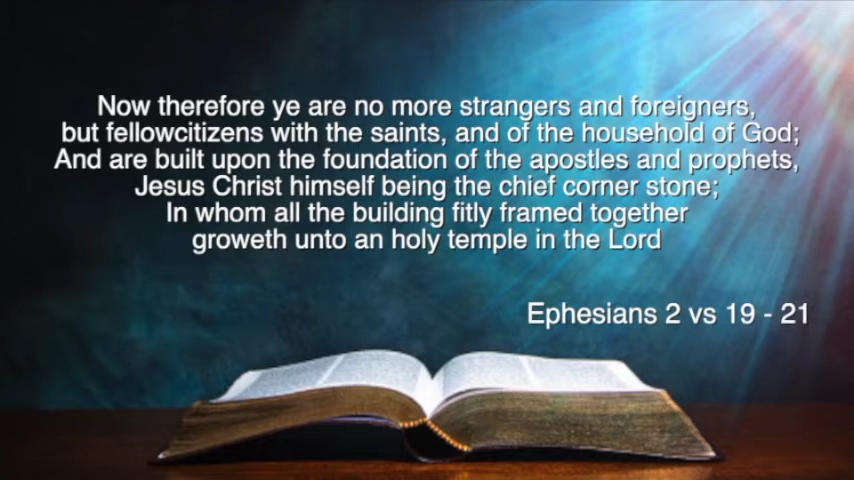 Now therefore ye are no more strangers and foreigners,
but fellowcitizens with the saints, and of the household of God;
And are built upon the foundation of the apostles and prophets,
Jesus Christ himself being the chief corner stone;
In whom all the building fitly framed together
groweth unto an holy temple in the Lord
Ephesians 2 vs 19 - 21